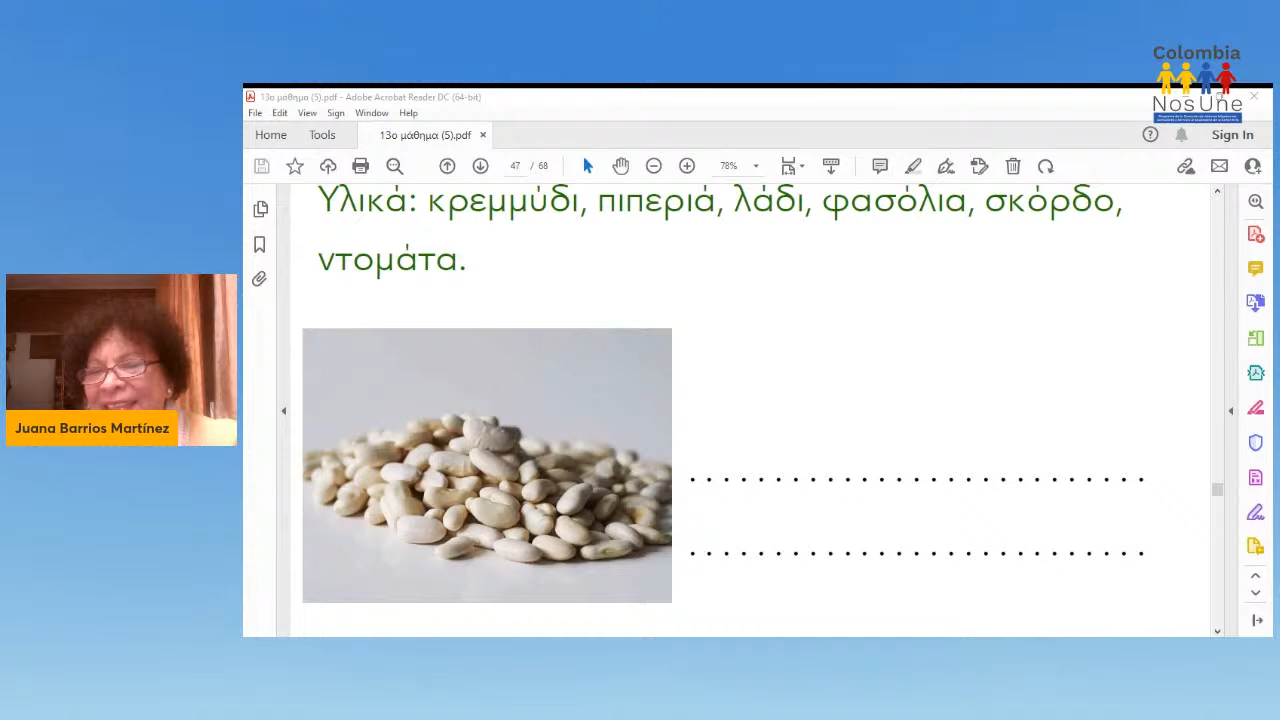 Colombia
NosUne
13ο μάθημα (5).pdf - Adobe Acrobat Reader DC (64-bit)
File Edit View Sign Window Help
Home Tools 13ο μάθημα (5).pdf × Sign In
47 / 68 78%
Υλικά: κρεμμύδι, πιπεριά, λάδι, φασόλια, σκόρδο,
ντομάτα.
Juana Barrios Martínez